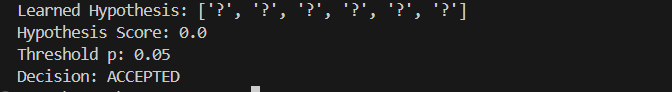 Learned Hypothesis: ['?', '?', '?', '?', '?', '?']
Hypothesis Score: 0.0
Threshold p: 0.05
Decision: ACCEPTED